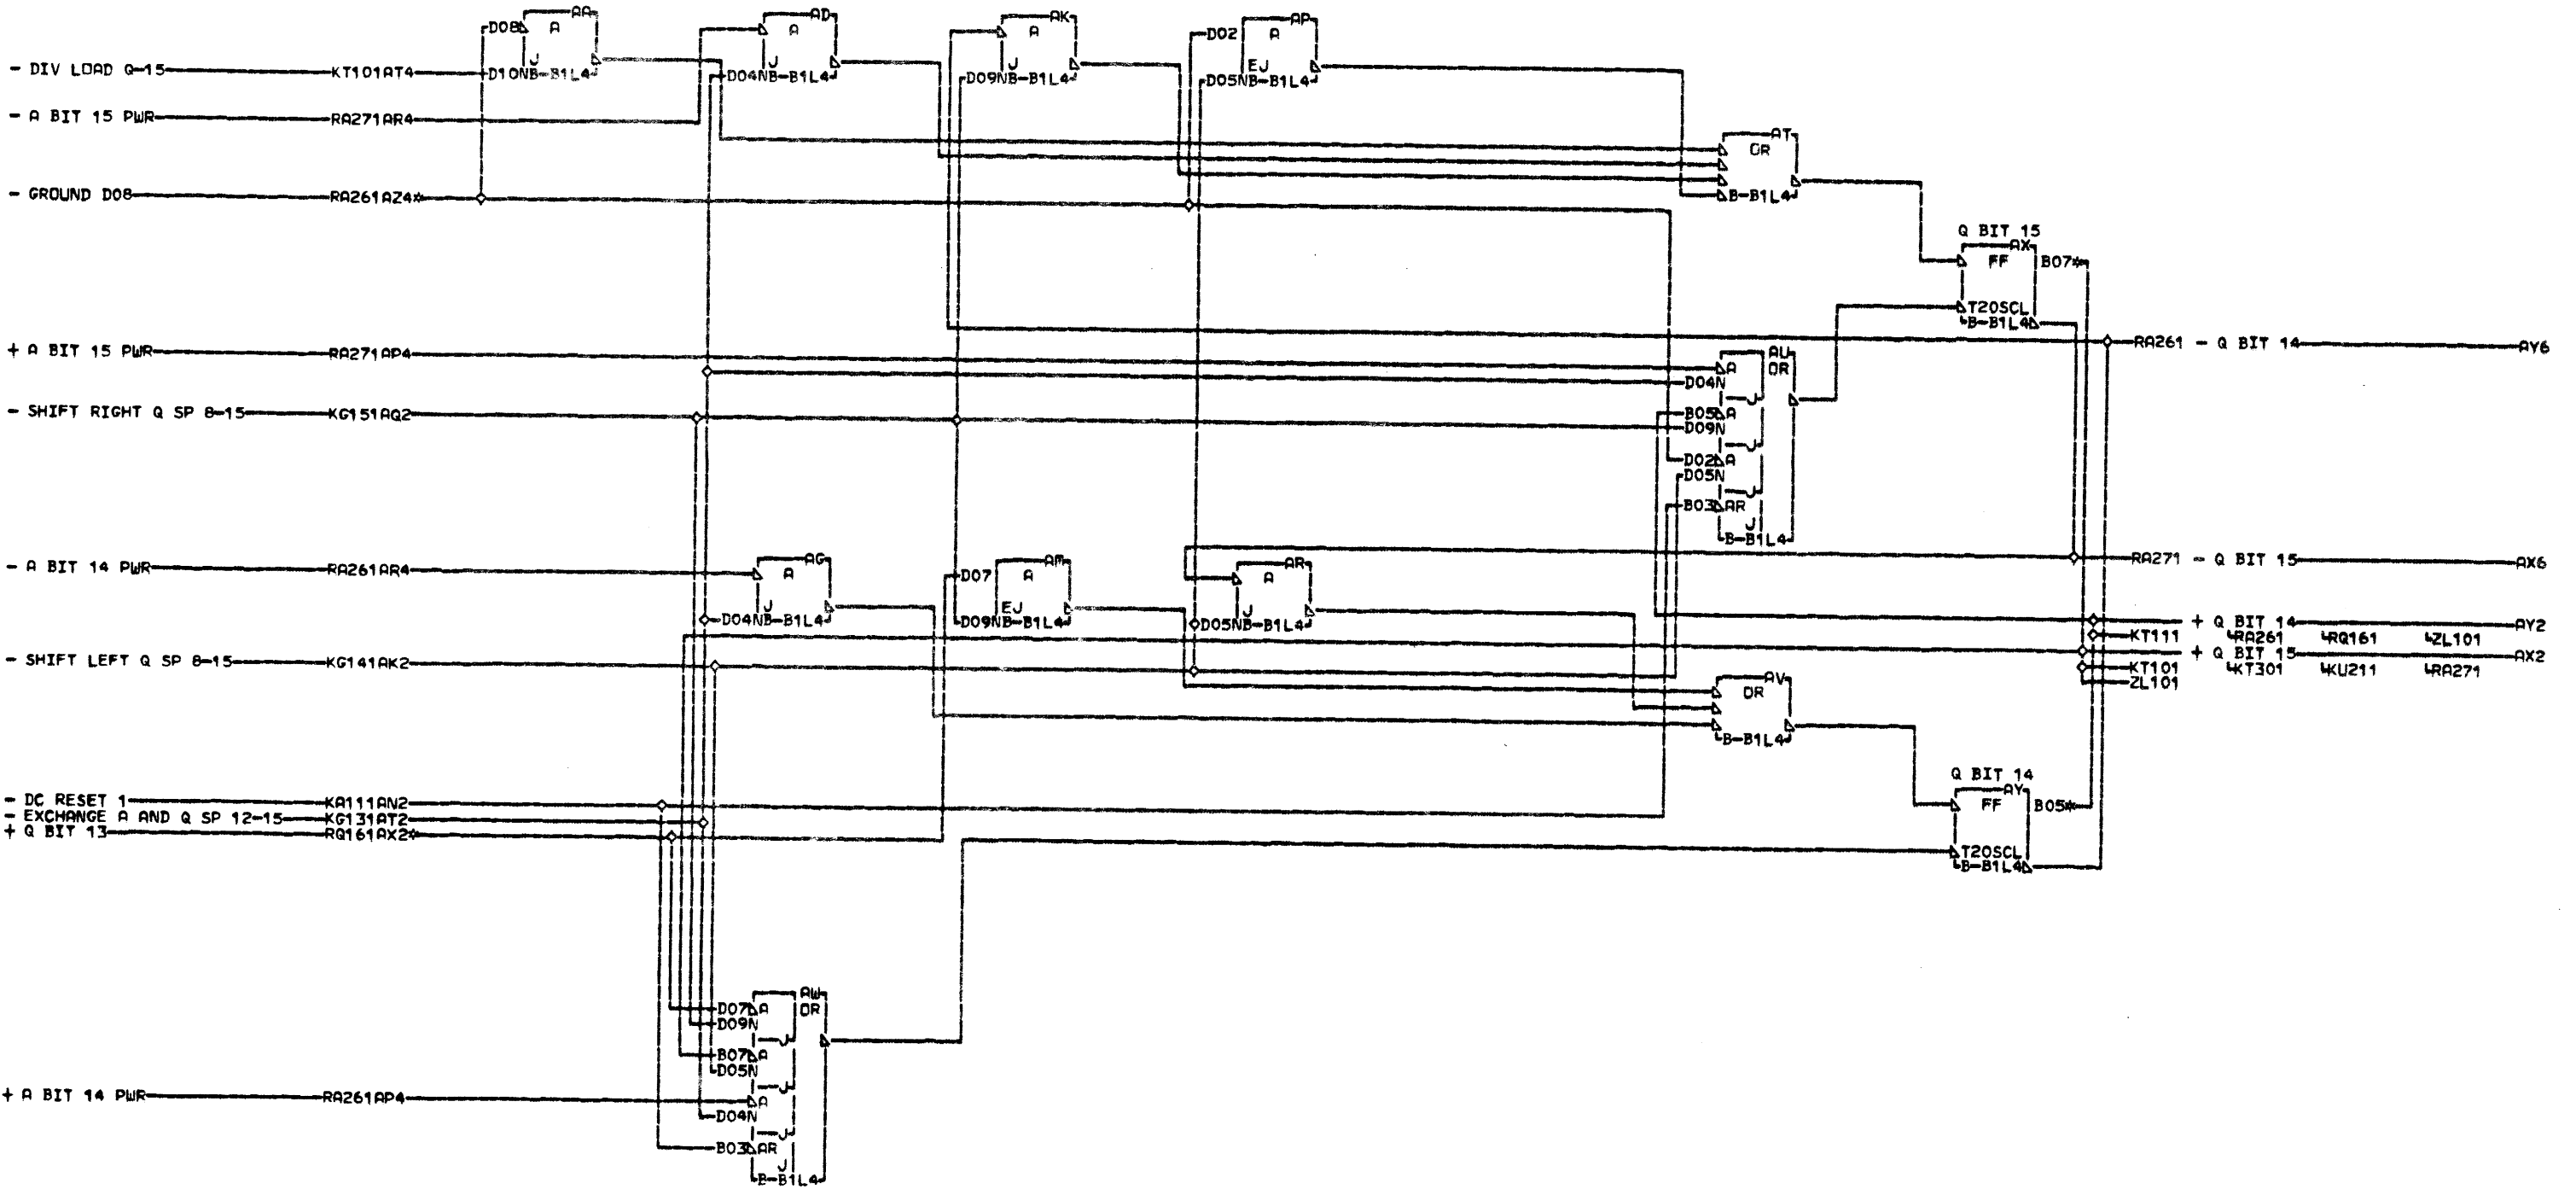 AA
D08 A
J
D10NB-B1L4
AD
A
J
D04NB-B1L4
AK
A
J
D09NB-B1L4
AP
D02 A
EJ
D05NB-B1L4
- DIV LOAD Q-15 KT101AT4
- A BIT 15 PWR RA271AR4
AT
OR
B-B1L4
- GROUND D08 RA261AZ4*
Q BIT 15
AX
FF B07*
T20SCL
B-B1L4
+ A BIT 15 PWR RA271AP4
RA261 - Q BIT 14 AY6
AU
A OR
D04N
J
B05 A
D09N
J
D02 A
D05N
J
B03 AR
J
B-B1L4
- SHIFT RIGHT Q SP 8-15 KG151AQ2
- A BIT 14 PWR RA261AR4
AG
A
J
D04NB-B1L4
AM
D07 A
EJ
D09NB-B1L4
AR
A
J
D05NB-B1L4
RA271 - Q BIT 15 AX6
+ Q BIT 14 AY2
KT111 RA261 RQ161 ZL101
+ Q BIT 15 AX2
KT101 KT301 KU211 RA271
ZL101
- SHIFT LEFT Q SP 8-15 KG141AK2
AV
OR
B-B1L4
Q BIT 14
AY
FF B05*
T20SCL
B-B1L4
- DC RESET 1 KA111AN2
- EXCHANGE A AND Q SP 12-15 KG131AT2
+ Q BIT 13 RQ161AX2*
AW
D07 A OR
D09N
J
B07 A
D05N
J
+ A BIT 14 PWR RA261AP4
A
D04N
J
B03 AR
J
B-B1L4